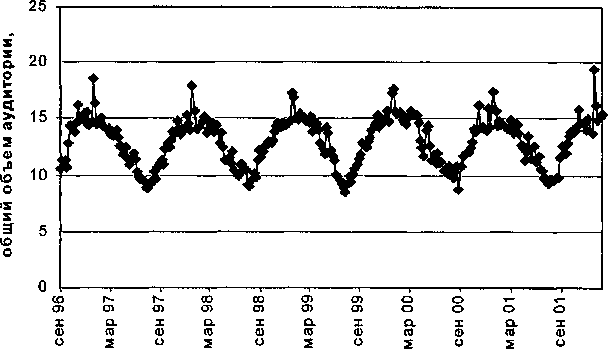 общий объем аудитории,
25
20
15
10
5
0
сен 96
мар 97
сен 97
мар 98
сен 98
мар 99
сен 99
мар 00
сен 00
мар 01
сен 01